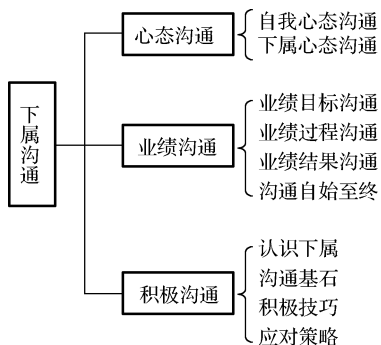 下属沟通
心态沟通
自我心态沟通
下属心态沟通
业绩沟通
业绩目标沟通
业绩过程沟通
业绩结果沟通
沟通自始至终
积极沟通
认识下属
沟通基石
积极技巧
应对策略